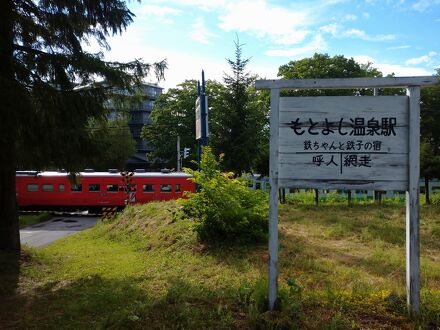 もとよし温泉駅
鉄ちゃんと鉄子の宿
呼人 網走